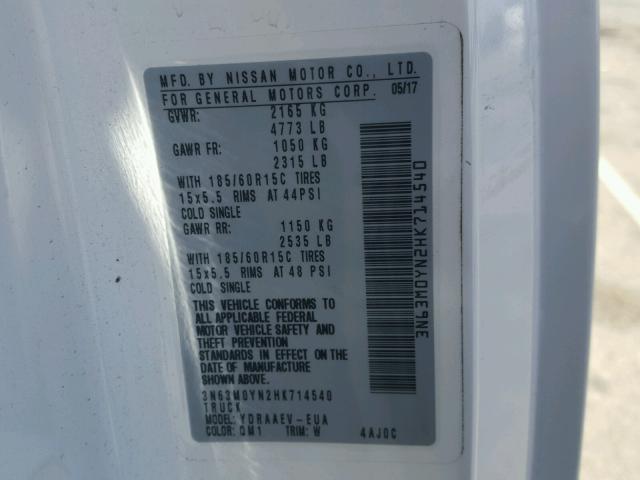 MFD. BY NISSAN MOTOR CO., LTD.
FOR GENERAL MOTORS CORP. 05/17
GVWR: 2165 KG
4773 LB
GAWR FR: 1050 KG
2315 LB
WITH 185/60R15C TIRES
15x5.5 RIMS AT 44PSI
COLD SINGLE
GAWR RR: 1150 KG
2535 LB
WITH 185/60R15C TIRES
15x5.5 RIMS AT 48 PSI
COLD SINGLE
THIS VEHICLE CONFORMS TO
ALL APPLICABLE FEDERAL
MOTOR VEHICLE SAFETY AND
THEFT PREVENTION
STANDARDS IN EFFECT ON THE
DATE OF MANUFACTURE
SHOWN ABOVE.
3N63M0YN2HK714540
TRUCK
MODEL: YDRAAEV-EUA
COLOR: QM1 TRIM: W 4AJ0C
3N63M0YN2HK714540